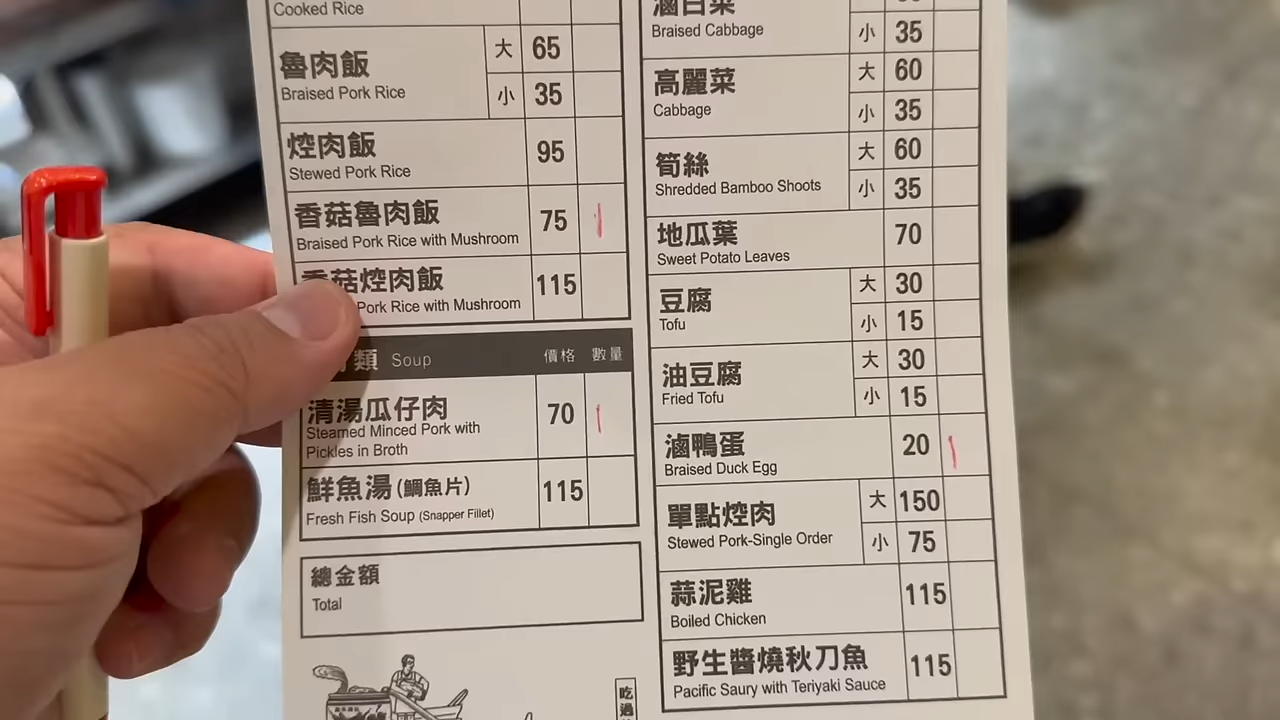 Cooked Rice
魯肉飯 大 65
Braised Pork Rice 小 35
焢肉飯 95
Stewed Pork Rice
香菇魯肉飯 75
Braised Pork Rice with Mushroom
香菇焢肉飯 115
Pork Rice with Mushroom
類 Soup 價格 數量
清湯瓜仔肉 70
Steamed Minced Pork with
Pickles in Broth
鮮魚湯(鯛魚片) 115
Fresh Fish Soup (Snapper Fillet)
總金額
Total
吃過
滷白菜
Braised Cabbage 小 35
高麗菜 大 60
Cabbage 小 35
筍絲 大 60
Shredded Bamboo Shoots 小 35
地瓜葉 70
Sweet Potato Leaves
豆腐 大 30
Tofu 小 15
油豆腐 大 30
Fried Tofu 小 15
滷鴨蛋 20
Braised Duck Egg
單點焢肉 大 150
Stewed Pork-Single Order 小 75
蒜泥雞 115
Boiled Chicken
野生醬燒秋刀魚 115
Pacific Saury with Teriyaki Sauce